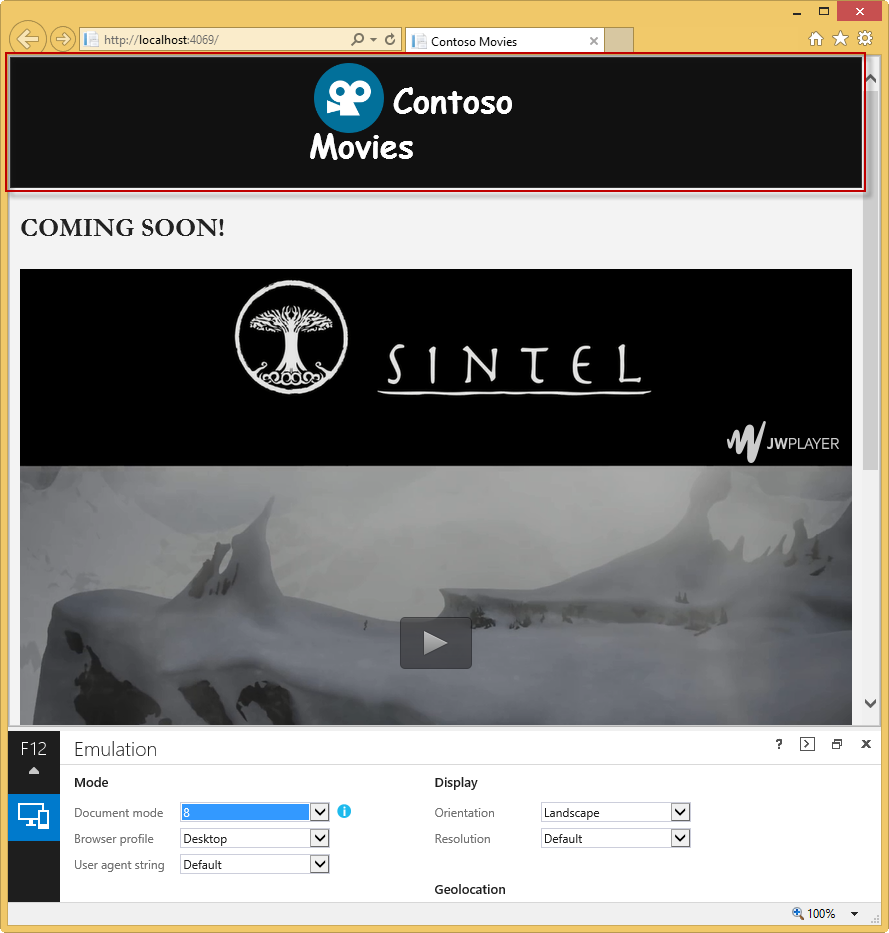 http://localhost:4069/
Contoso Movies
Contoso
Movies
COMING SOON!
SINTEL
JWPLAYER
F12
Emulation
?
Mode
Display
Document mode
8
Orientation
Landscape
Browser profile
Desktop
Resolution
Default
User agent string
Default
Geolocation
100%